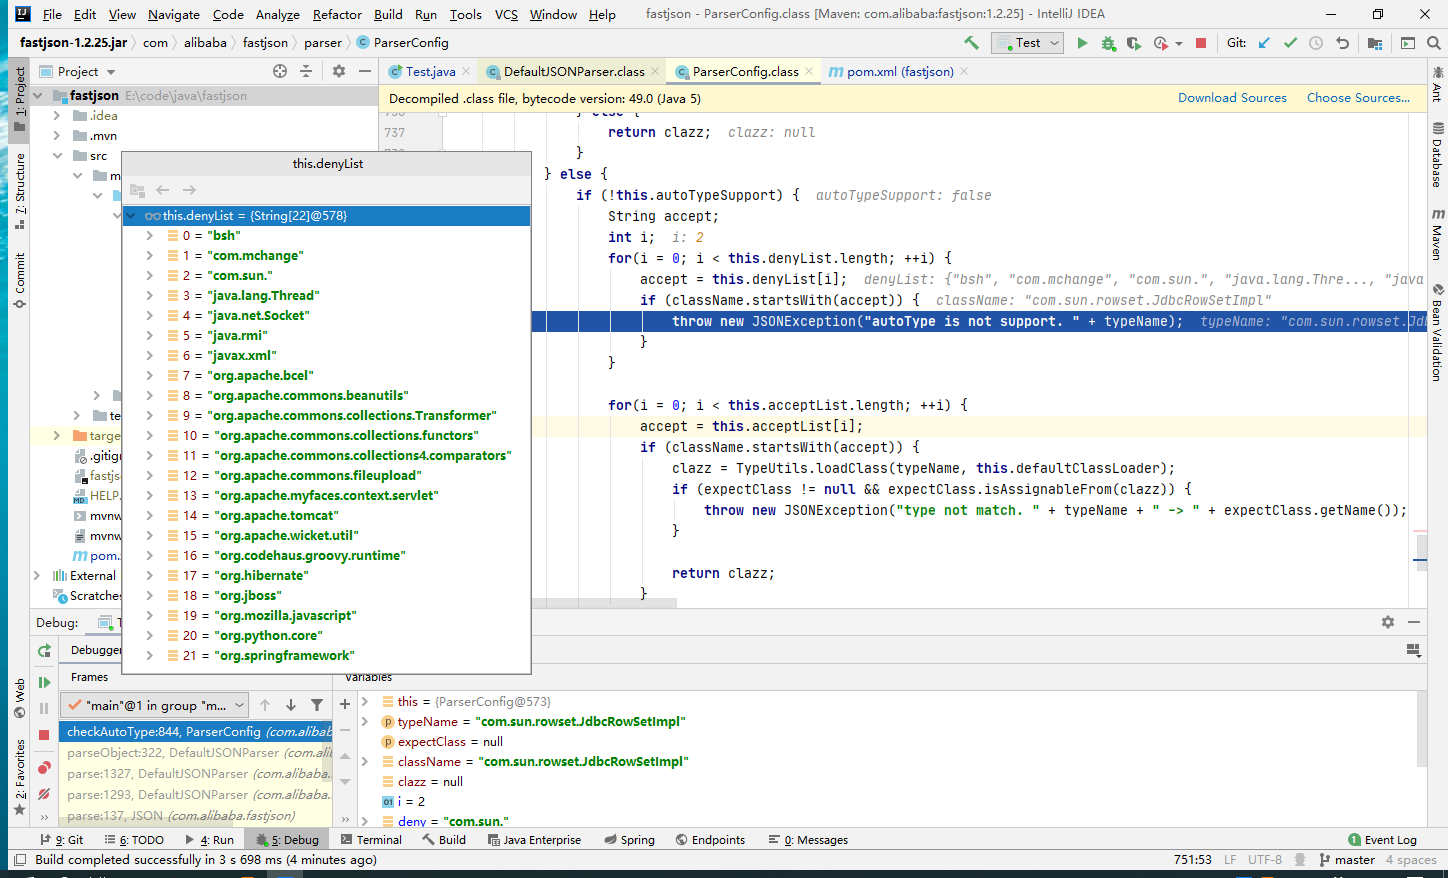 File Edit View Navigate Code Analyze Refactor Build Run Tools VCS Window Help fastjson - ParserConfig.class [Maven: com.alibaba:fastjson:1.2.25] - IntelliJ IDEA
fastjson-1.2.25.jar com alibaba fastjson parser ParserConfig Test Git:
Project Test.java DefaultJSONParser.class ParserConfig.class pom.xml (fastjson)
fastjson E:\code\java\fastjson
Decompiled .class file, bytecode version: 49.0 (Java 5) Download Sources Choose Sources...
.idea
.mvn
src
m
te
targe
.gitign
fastjs
HELP.
mvnw
mvnw
pom.
External
Scratche
1: Project
7: Structure
Commit
Web
2: Favorites
Ant
Database
Maven
Bean Validation
this.denyList
this.denyList = {String[22]@578}
0 = "bsh"
1 = "com.mchange"
2 = "com.sun."
3 = "java.lang.Thread"
4 = "java.net.Socket"
5 = "java.rmi"
6 = "javax.xml"
7 = "org.apache.bcel"
8 = "org.apache.commons.beanutils"
9 = "org.apache.commons.collections.Transformer"
10 = "org.apache.commons.collections.functors"
11 = "org.apache.commons.collections4.comparators"
12 = "org.apache.commons.fileupload"
13 = "org.apache.myfaces.context.servlet"
14 = "org.apache.tomcat"
15 = "org.apache.wicket.util"
16 = "org.codehaus.groovy.runtime"
17 = "org.hibernate"
18 = "org.jboss"
19 = "org.mozilla.javascript"
20 = "org.python.core"
21 = "org.springframework"
} else {
737 return clazz; clazz: null
}
} else {
if (!this.autoTypeSupport) { autoTypeSupport: false
String accept;
int i; i: 2
for(i = 0; i < this.denyList.length; ++i) {
accept = this.denyList[i]; denyList: {"bsh", "com.mchange", "com.sun.", "java.lang.Thre..., "java
if (className.startsWith(accept)) { className: "com.sun.rowset.JdbcRowSetImpl"
throw new JSONException("autoType is not support. " + typeName); typeName: "com.sun.rowset.Jdb
}
}
for(i = 0; i < this.acceptList.length; ++i) {
accept = this.acceptList[i];
if (className.startsWith(accept)) {
clazz = TypeUtils.loadClass(typeName, this.defaultClassLoader);
if (expectClass != null && expectClass.isAssignableFrom(clazz)) {
throw new JSONException("type not match. " + typeName + " -> " + expectClass.getName());
}
return clazz;
}
Debug: T
Debugger
Frames Variables
"main"@1 in group "m...
checkAutoType:844, ParserConfig (com.alibab
parseObject:322, DefaultJSONParser (com.alib
parse:1327, DefaultJSONParser (com.alibaba.
parse:1293, DefaultJSONParser (com.alibaba.
parse:137, JSON (com.alibaba.fastjson)
this = {ParserConfig@573}
typeName = "com.sun.rowset.JdbcRowSetImpl"
expectClass = null
className = "com.sun.rowset.JdbcRowSetImpl"
clazz = null
i = 2
deny = "com.sun."
9: Git 6: TODO 4: Run 5: Debug Terminal Build Java Enterprise Spring Endpoints 0: Messages 1 Event Log
Build completed successfully in 3 s 698 ms (4 minutes ago) 751:53 LF UTF-8 master 4 spaces